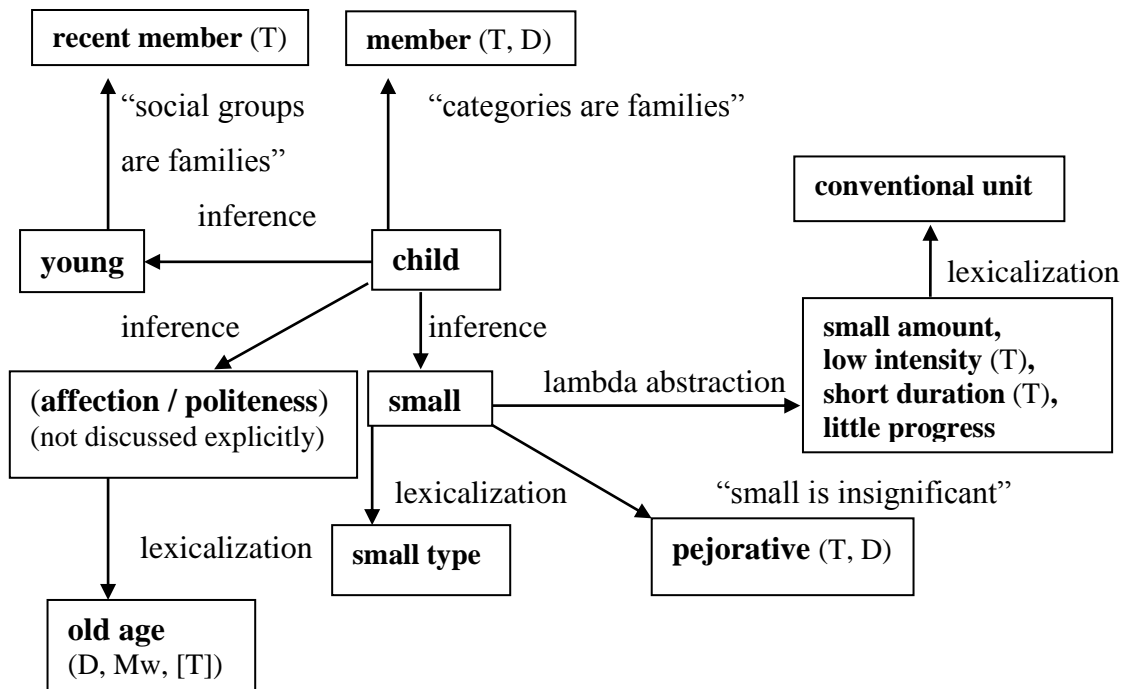 recent member (T)
member (T, D)
“social groups
are families”
“categories are families”
conventional unit
inference
young
child
lexicalization
inference
inference
small amount,
low intensity (T),
short duration (T),
little progress
(affection / politeness)
(not discussed explicitly)
small
lambda abstraction
lexicalization
“small is insignificant”
lexicalization
small type
pejorative (T, D)
old age
(D, Mw, [T])